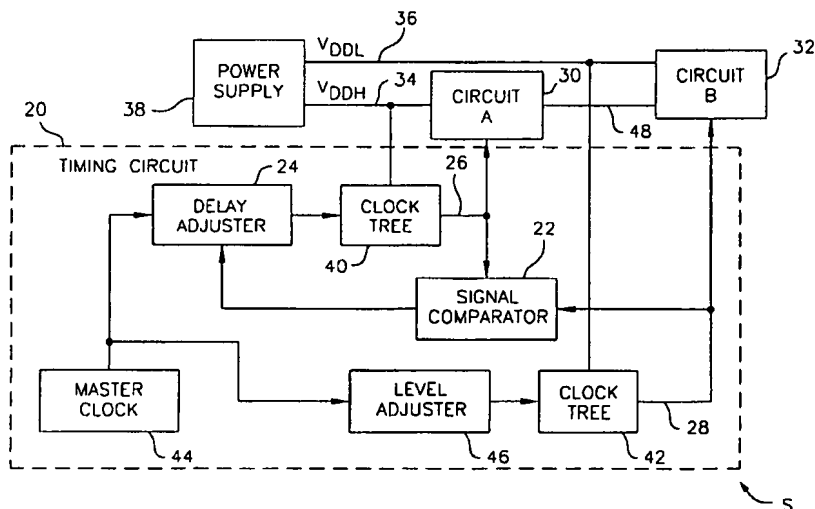 36
32
V_DDL
POWER
SUPPLY
V_DDH
34
30
CIRCUIT
A
CIRCUIT
B
38
48
20
TIMING CIRCUIT
24
26
DELAY
ADJUSTER
CLOCK
TREE
40
22
SIGNAL
COMPARATOR
MASTER
CLOCK
44
LEVEL
ADJUSTER
46
CLOCK
TREE
42
28
S